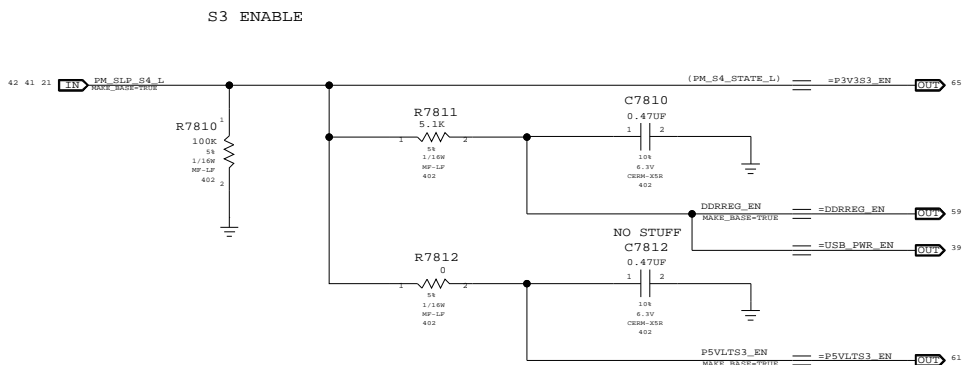 S3 ENABLE
42 41 21 IN PM_SLP_S4_L
MAKE_BASE=TRUE
(PM_S4_STATE_L) =P3V3S3_EN OUT 65
R7810
1
100K
5%
1/16W
MF-LF
402
2
R7811
5.1K
1 2
5%
1/16W
MF-LF
402
C7810
0.47UF
1 2
10%
6.3V
CERM-X5R
402
DDRREG_EN =DDRREG_EN OUT 59
MAKE_BASE=TRUE
=USB_PWR_EN OUT 39
R7812
0
1 2
5%
1/16W
MF-LF
402
NO STUFF
C7812
0.47UF
1 2
10%
6.3V
CERM-X5R
402
P5VLTS3_EN =P5VLTS3_EN OUT 61
MAKE_BASE=TRUE